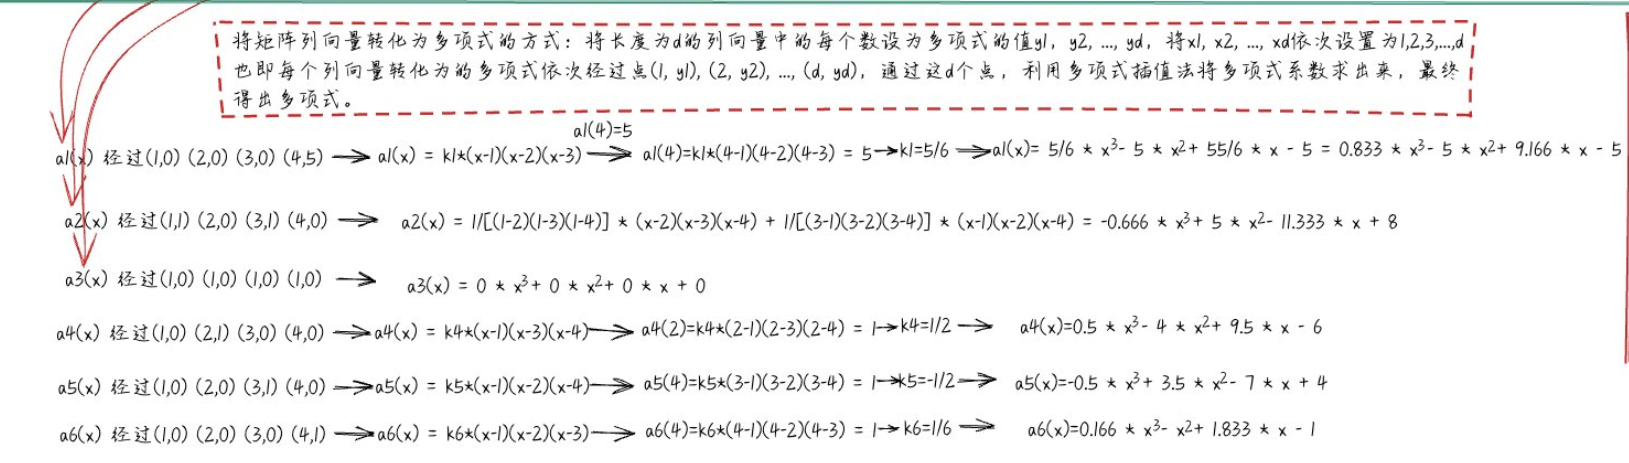 将矩阵列向量转化为多项式的方式：将长度为d的列向量中的每个数设为多项式的值y1，y2, ..., yd，将x1, x2, ..., xd依次设置为1,2,3,...,d
也即每个列向量转化为的多项式依次经过点(1, y1), (2, y2), ..., (d, yd)，通过这d个点，利用多项式插值法将多项式系数求出来，最终
得出多项式。
a1(4)=5
a1(x) 经过(1,0) (2,0) (3,0) (4,5) → a1(x) = k1*(x-1)(x-2)(x-3) → a1(4)=k1*(4-1)(4-2)(4-3) = 5→k1=5/6 → a1(x)= 5/6 * x³- 5 * x²+ 55/6 * x - 5 = 0.833 * x³- 5 * x²+ 9.166 * x - 5
a2(x) 经过(1,1) (2,0) (3,1) (4,0) → a2(x) = 1/[(1-2)(1-3)(1-4)] * (x-2)(x-3)(x-4) + 1/[(3-1)(3-2)(3-4)] * (x-1)(x-2)(x-4) = -0.666 * x³+ 5 * x²- 11.333 * x + 8
a3(x) 经过(1,0) (1,0) (1,0) (1,0) → a3(x) = 0 * x³+ 0 * x²+ 0 * x + 0
a4(x) 经过(1,0) (2,1) (3,0) (4,0) → a4(x) = k4*(x-1)(x-3)(x-4) → a4(2)=k4*(2-1)(2-3)(2-4) = 1→k4=1/2 → a4(x)=0.5 * x³- 4 * x²+ 9.5 * x - 6
a5(x) 经过(1,0) (2,0) (3,1) (4,0) → a5(x) = k5*(x-1)(x-2)(x-4) → a5(4)=k5*(3-1)(3-2)(3-4) = 1→k5=-1/2 → a5(x)=-0.5 * x³+ 3.5 * x²- 7 * x + 4
a6(x) 经过(1,0) (2,0) (3,0) (4,1) → a6(x) = k6*(x-1)(x-2)(x-3) → a6(4)=k6*(4-1)(4-2)(4-3) = 1→k6=1/6 → a6(x)=0.166 * x³- x²+ 1.833 * x - 1